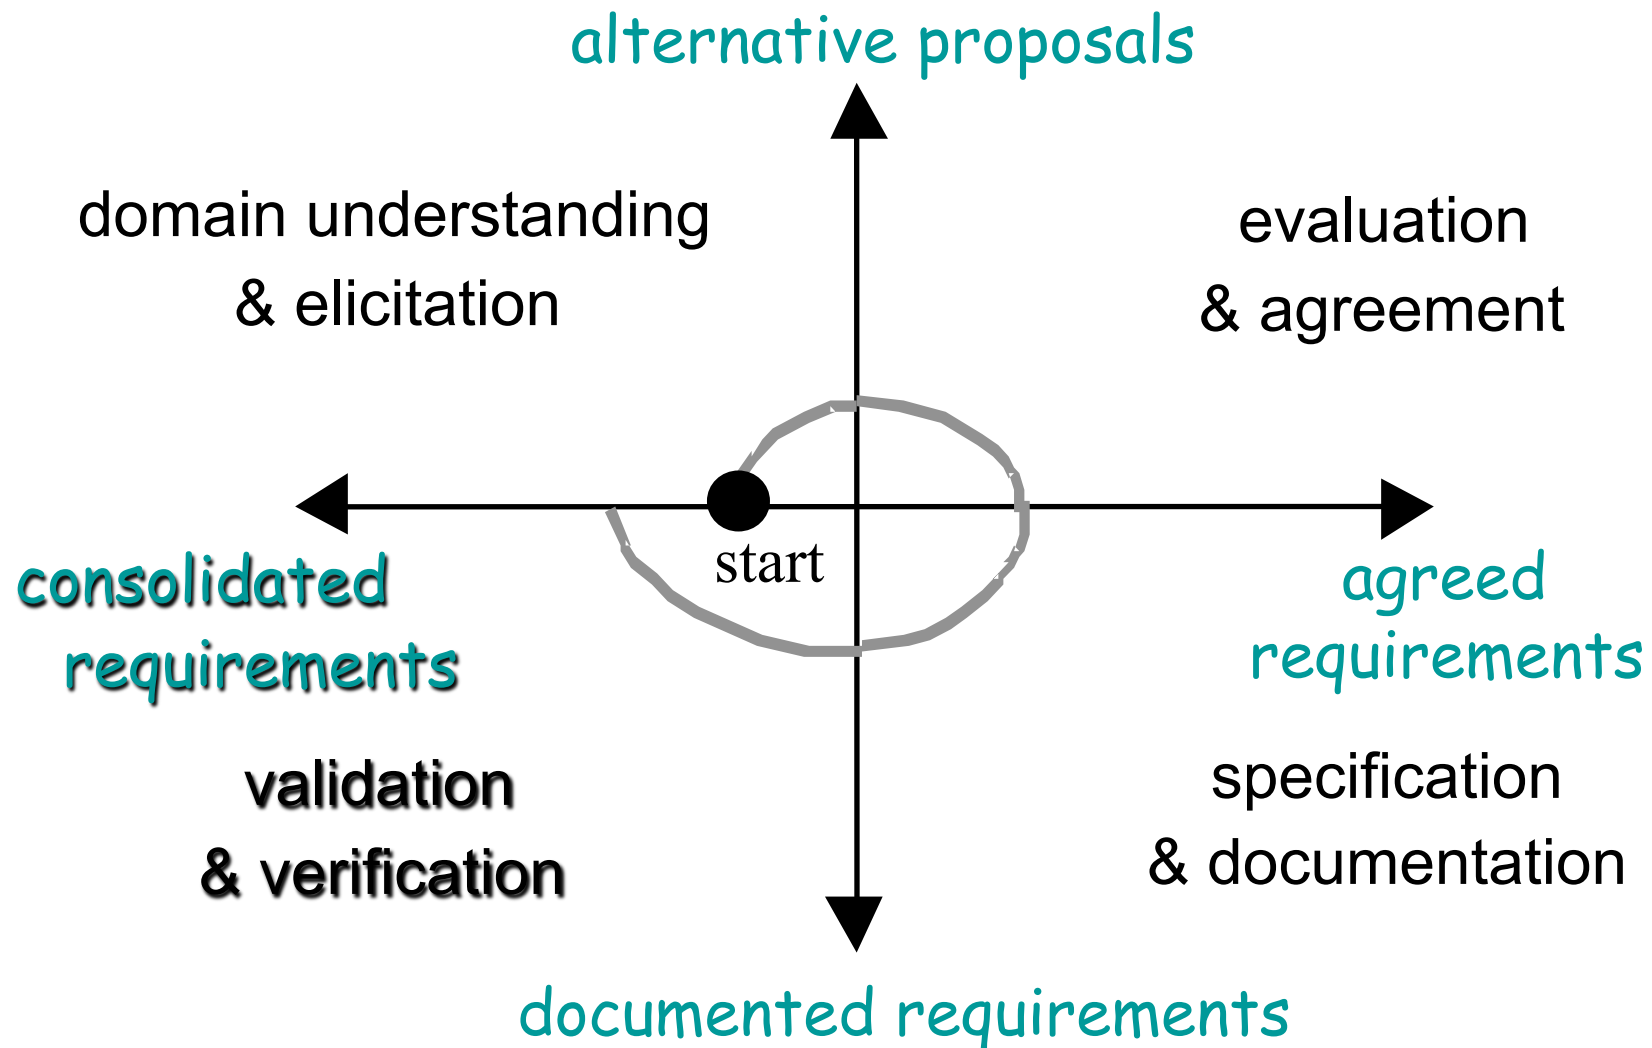 alternative proposals
domain understanding
& elicitation
evaluation
& agreement
start
consolidated
requirements
agreed
requirements
validation
& verification
specification
& documentation
documented requirements